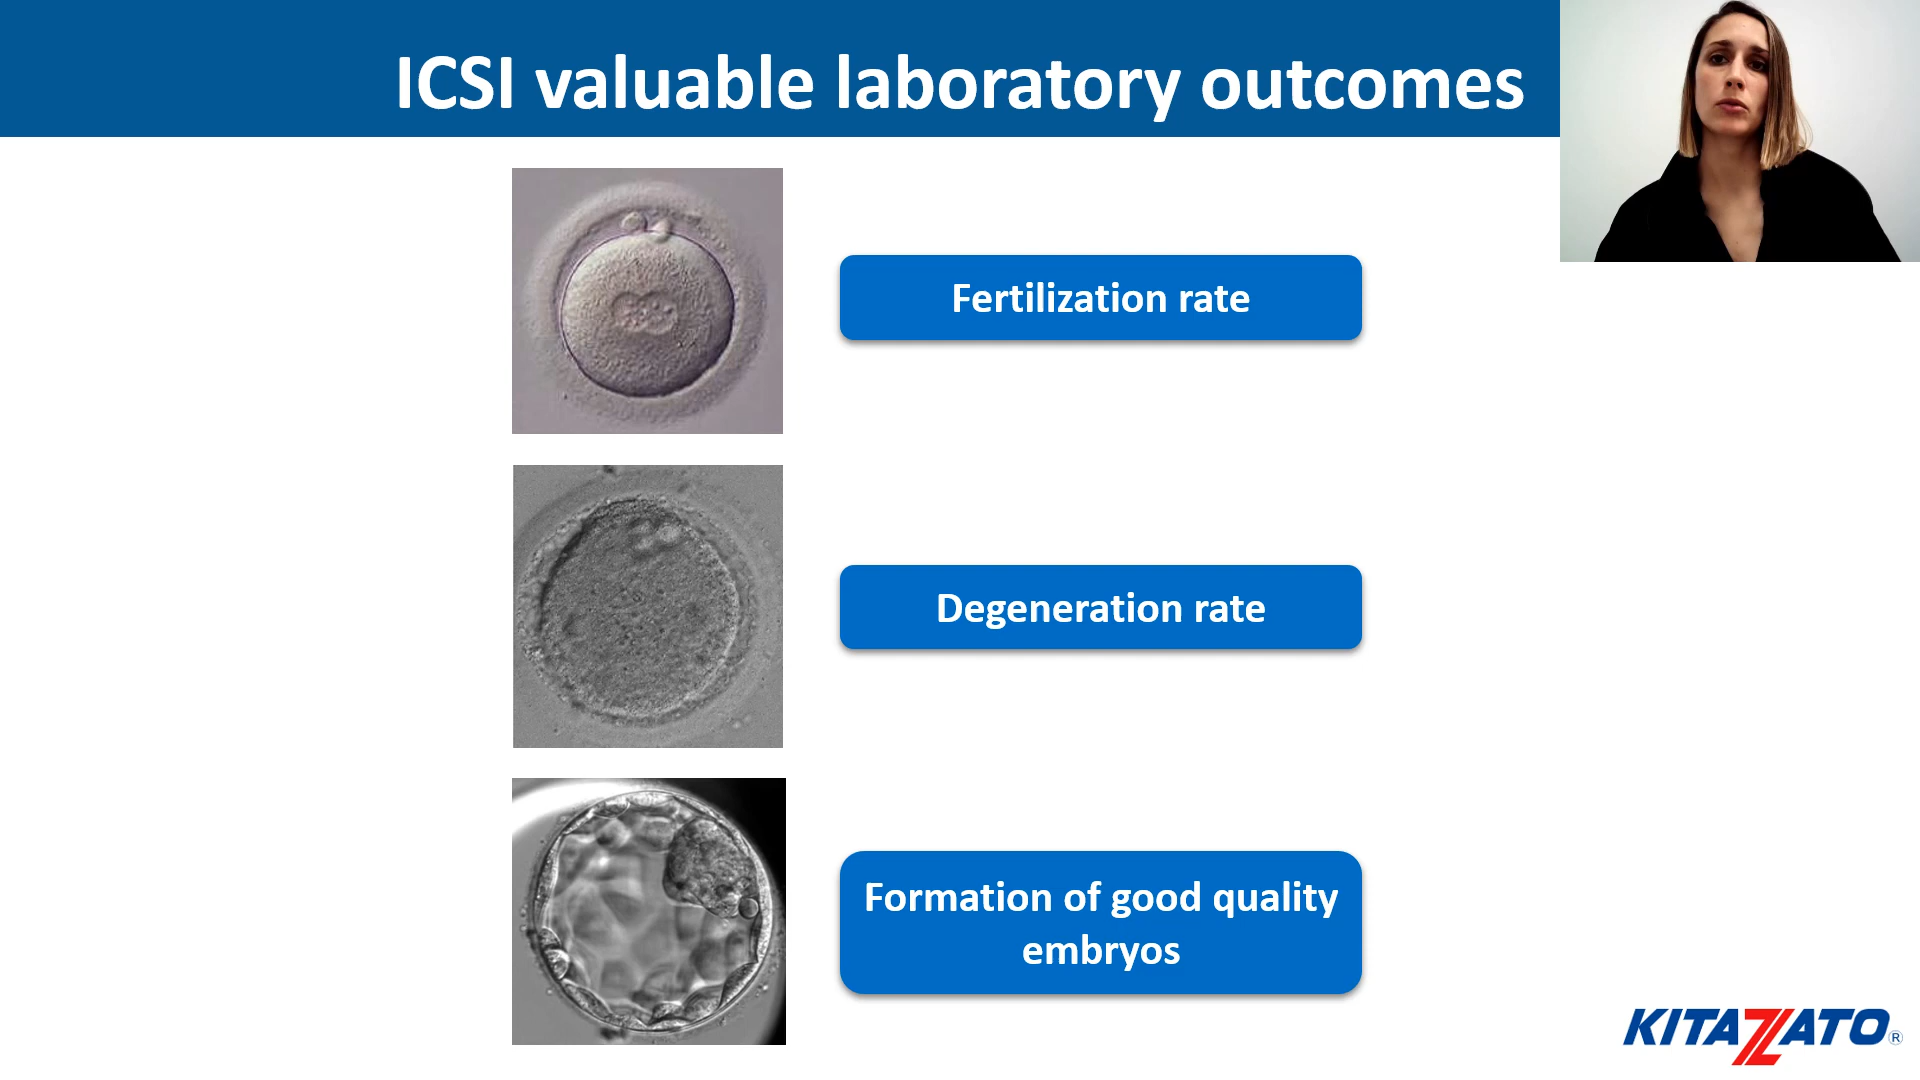 ICSI valuable laboratory outcomes
Fertilization rate
Degeneration rate
Formation of good quality
embryos
KITAZATO®